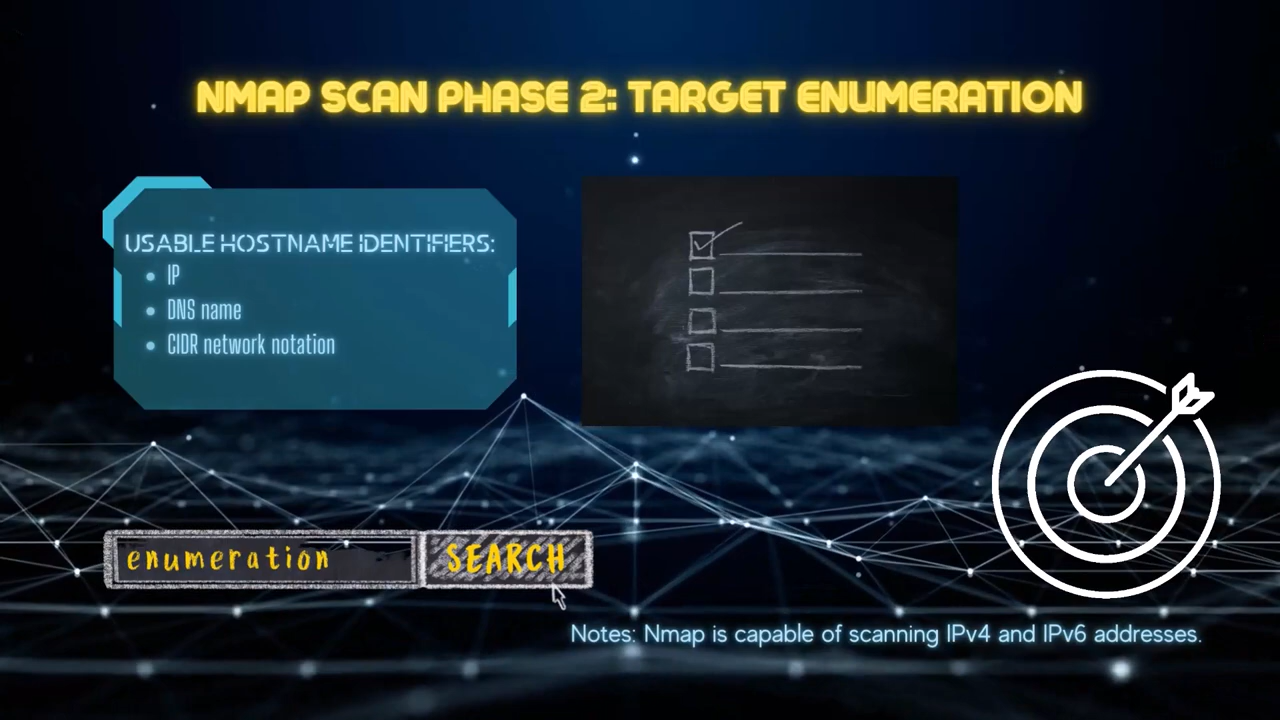 NMAP SCAN PHASE 2: TARGET ENUMERATION
USABLE HOSTNAME IDENTIFIERS:
• IP
• DNS name
• CIDR network notation
enumeration SEARCH
Notes: Nmap is capable of scanning IPv4 and IPv6 addresses.